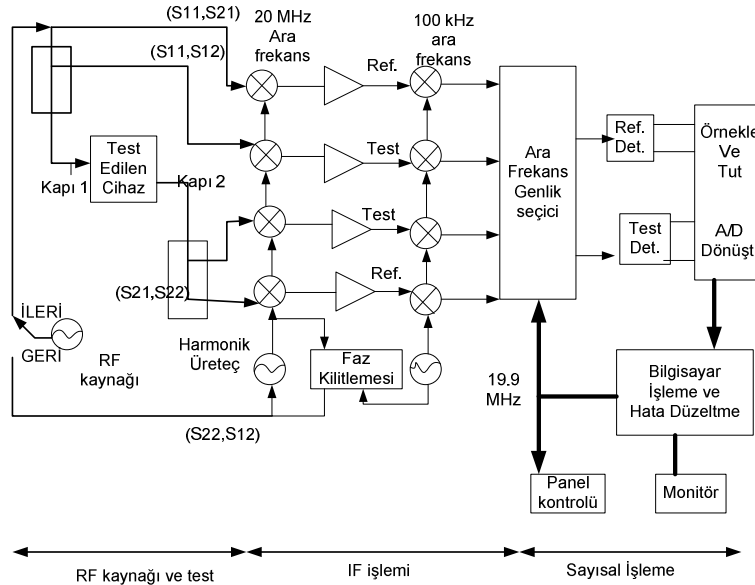 (S11,S21)
(S11,S12)
20 MHz
Ara
frekans
Ref.
100 kHz
ara
frekans
Test
Edilen
Cihaz
Kapı 1
Kapı 2
Test
Test
Ref.
Ara
Frekans
Genlik
seçici
Ref.
Det.
Test
Det.
Örnekle
Ve
Tut
A/D
Dönüşt
(S21,S22)
İLERİ
GERİ
RF
kaynağı
Harmonik
Üreteç
Faz
Kilitlemesi
19.9
MHz
(S22,S12)
Bilgisayar
İşleme ve
Hata Düzeltme
Panel
kontrolü
Monitör
RF kaynağı ve test
IF işlemi
Sayısal İşleme